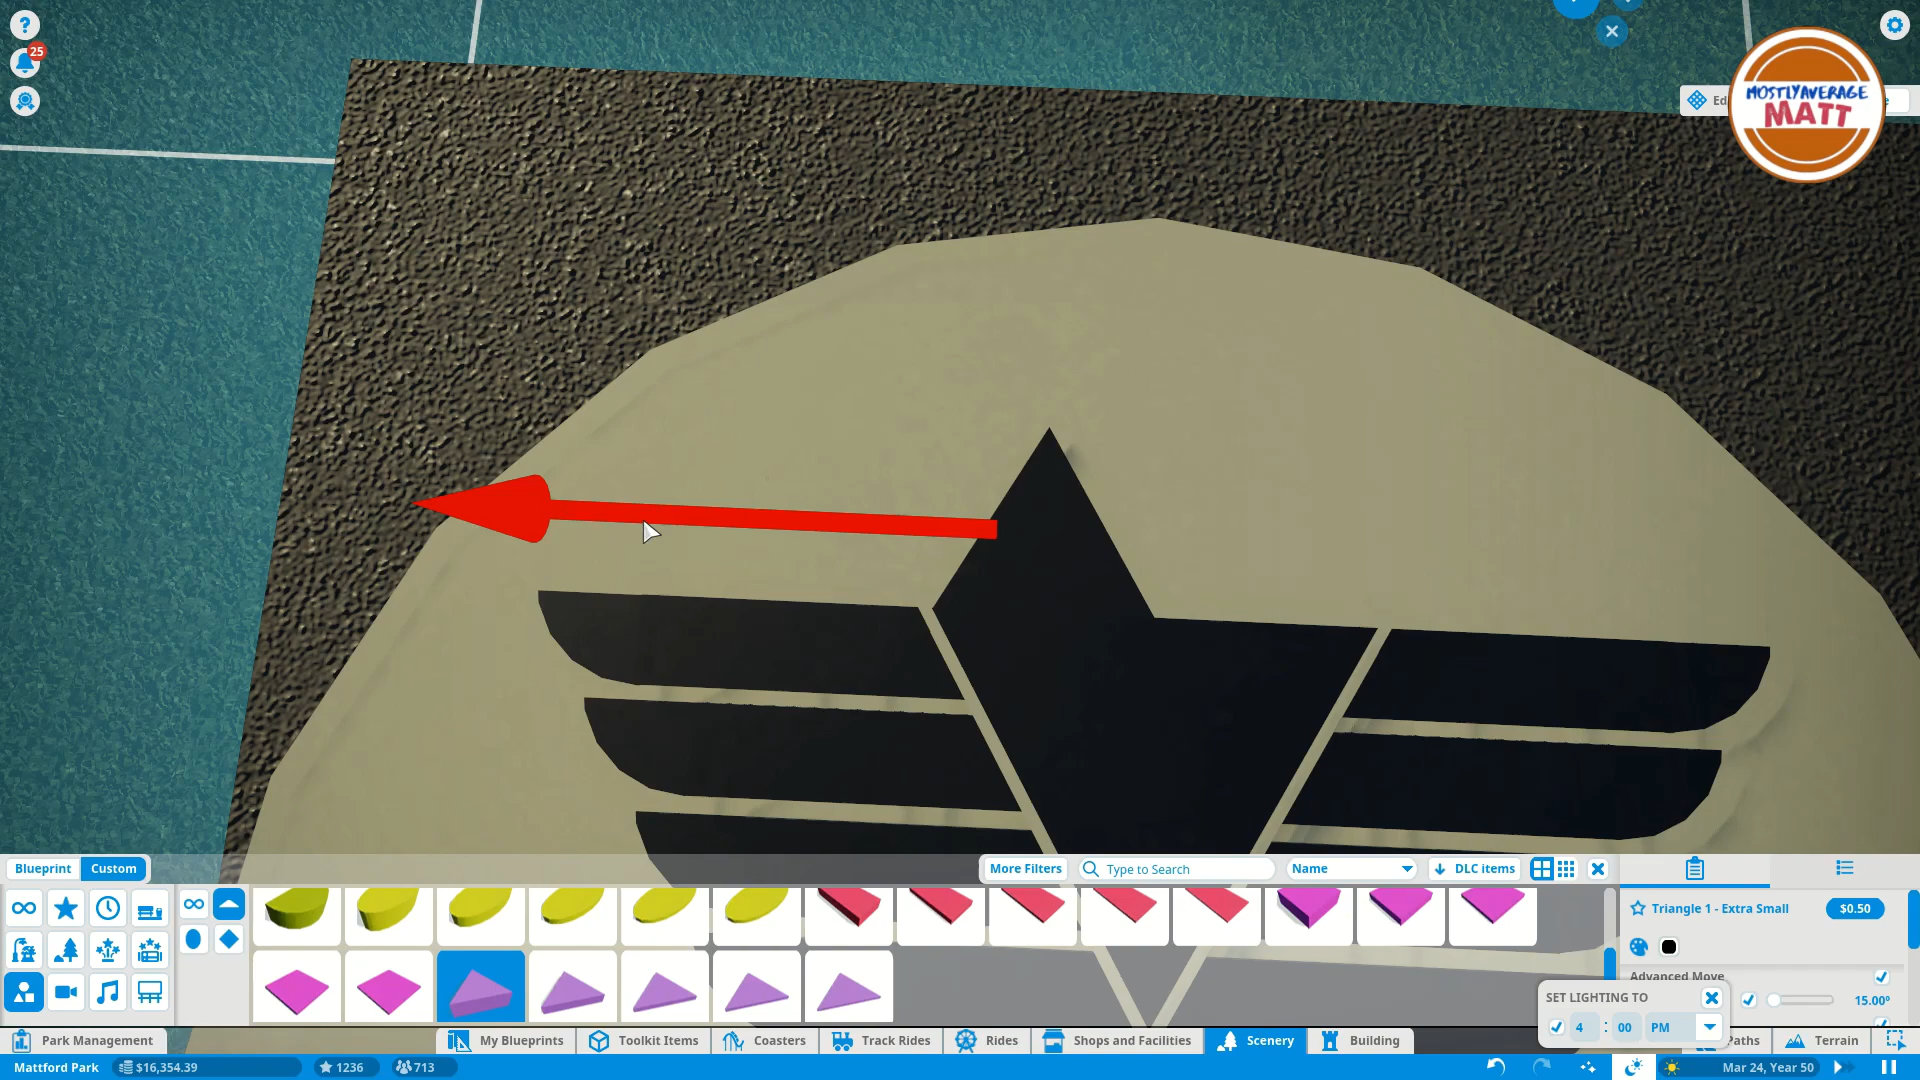 ?
25
Ed
MOSTLYAVERAGE
MATT
Blueprint
Custom
More Filters
Type to Search
Name
DLC items
Triangle 1 - Extra Small
$0.50
Advanced Move
15.00°
SET LIGHTING TO
4 : 00 PM
Park Management
My Blueprints
Toolkit Items
Coasters
Track Rides
Rides
Shops and Facilities
Scenery
Building
Paths
Terrain
Mattford Park
$16,354.39
1236
713
Mar 24, Year 50